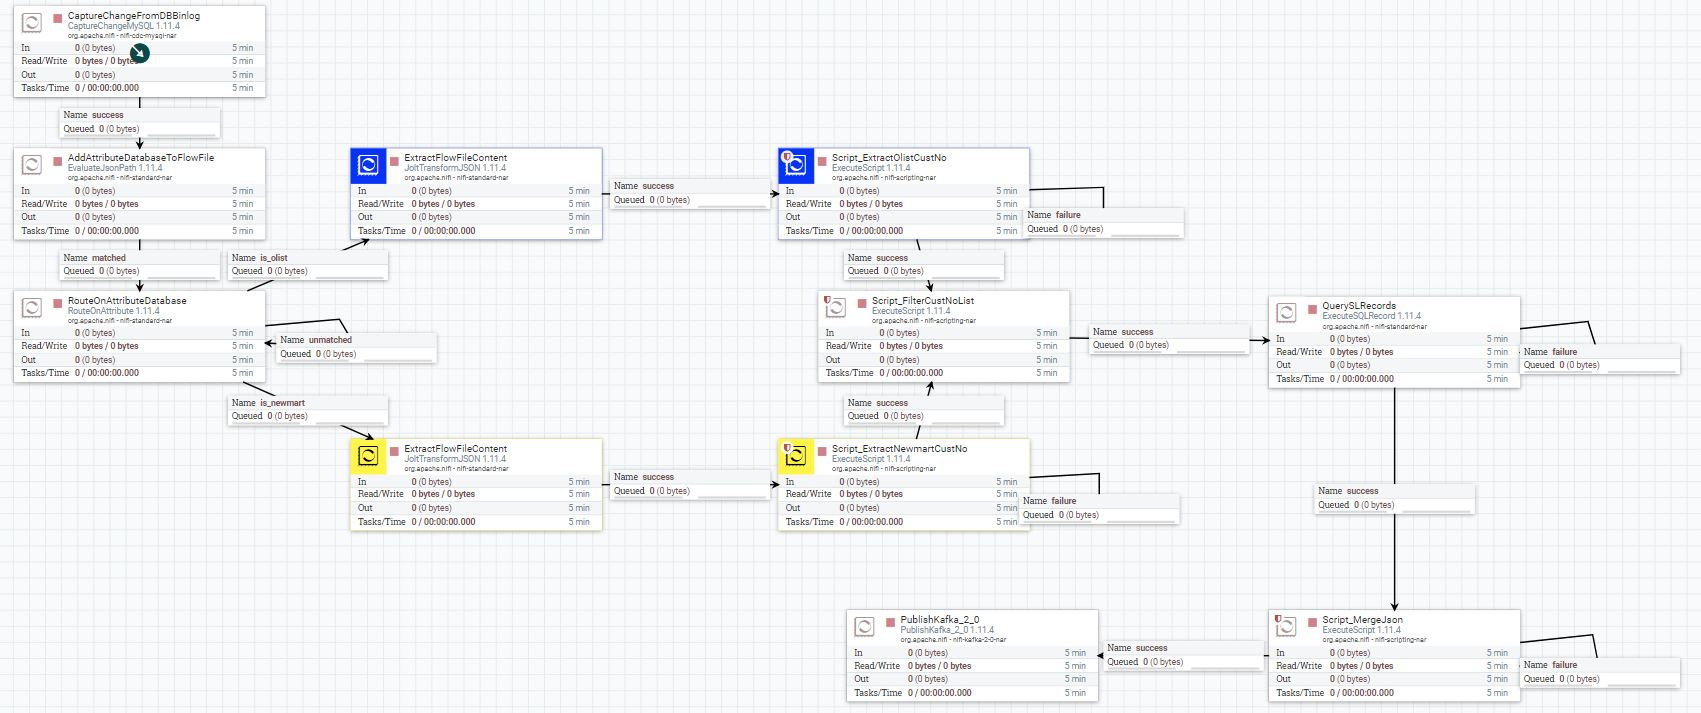 CaptureChangeFromDBBinlog
CaptureChangeMySQL 1.11.4
org.apache.nifi - nifi-cdc-mysql-nar
In 0 (0 bytes) 5 min
Read/Write 0 bytes / 0 bytes 5 min
Out 0 (0 bytes) 5 min
Tasks/Time 0 / 00:00:00.000 5 min
Name success
Queued 0 (0 bytes)
AddAttributeDatabaseToFlowFile
EvaluateJsonPath 1.11.4
org.apache.nifi - nifi-standard-nar
In 0 (0 bytes) 5 min
Read/Write 0 bytes / 0 bytes 5 min
Out 0 (0 bytes) 5 min
Tasks/Time 0 / 00:00:00.000 5 min
Name matched
Queued 0 (0 bytes)
Name is_olist
Queued 0 (0 bytes)
RouteOnAttributeDatabase
RouteOnAttribute 1.11.4
org.apache.nifi - nifi-standard-nar
In 0 (0 bytes) 5 min
Read/Write 0 bytes / 0 bytes 5 min
Out 0 (0 bytes) 5 min
Tasks/Time 0 / 00:00:00.000 5 min
Name unmatched
Queued 0 (0 bytes)
Name is_newmart
Queued 0 (0 bytes)
ExtractFlowFileContent
JoltTransformJSON 1.11.4
org.apache.nifi - nifi-standard-nar
In 0 (0 bytes) 5 min
Read/Write 0 bytes / 0 bytes 5 min
Out 0 (0 bytes) 5 min
Tasks/Time 0 / 00:00:00.000 5 min
Name success
Queued 0 (0 bytes)
Script_ExtractOlistCustNo
ExecuteScript 1.11.4
org.apache.nifi - nifi-scripting-nar
In 0 (0 bytes) 5 min
Read/Write 0 bytes / 0 bytes 5 min
Out 0 (0 bytes) 5 min
Tasks/Time 0 / 00:00:00.000 5 min
Name failure
Queued 0 (0 bytes)
Name success
Queued 0 (0 bytes)
Script_FilterCustNoList
ExecuteScript 1.11.4
org.apache.nifi - nifi-scripting-nar
In 0 (0 bytes) 5 min
Read/Write 0 bytes / 0 bytes 5 min
Out 0 (0 bytes) 5 min
Tasks/Time 0 / 00:00:00.000 5 min
Name success
Queued 0 (0 bytes)
Name success
Queued 0 (0 bytes)
ExtractFlowFileContent
JoltTransformJSON 1.11.4
org.apache.nifi - nifi-standard-nar
In 0 (0 bytes) 5 min
Read/Write 0 bytes / 0 bytes 5 min
Out 0 (0 bytes) 5 min
Tasks/Time 0 / 00:00:00.000 5 min
Name success
Queued 0 (0 bytes)
Script_ExtractNewmartCustNo
ExecuteScript 1.11.4
org.apache.nifi - nifi-scripting-nar
In 0 (0 bytes) 5 min
Read/Write 0 bytes / 0 bytes 5 min
Out 0 (0 bytes) 5 min
Tasks/Time 0 / 00:00:00.000 5 min
Name failure
Queued 0 (0 bytes)
QuerySLRecords
ExecuteSQLRecord 1.11.4
org.apache.nifi - nifi-standard-nar
In 0 (0 bytes) 5 min
Read/Write 0 bytes / 0 bytes 5 min
Out 0 (0 bytes) 5 min
Tasks/Time 0 / 00:00:00.000 5 min
Name failure
Queued 0 (0 bytes)
Name success
Queued 0 (0 bytes)
Script_MergeJson
ExecuteScript 1.11.4
org.apache.nifi - nifi-scripting-nar
In 0 (0 bytes) 5 min
Read/Write 0 bytes / 0 bytes 5 min
Out 0 (0 bytes) 5 min
Tasks/Time 0 / 00:00:00.000 5 min
Name failure
Queued 0 (0 bytes)
Name success
Queued 0 (0 bytes)
PublishKafka_2_0
PublishKafka_2_0 1.11.4
org.apache.nifi - nifi-kafka-2-0-nar
In 0 (0 bytes) 5 min
Read/Write 0 bytes / 0 bytes 5 min
Out 0 (0 bytes) 5 min
Tasks/Time 0 / 00:00:00.000 5 min